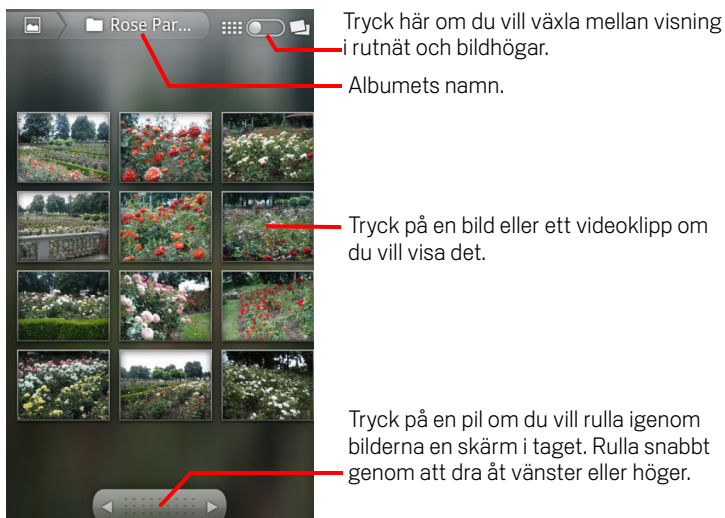 Rose Par...
Tryck här om du vill växla mellan visning
i rutnät och bildhögar.
Albumets namn.
Tryck på en bild eller ett videoklipp om
du vill visa det.
Tryck på en pil om du vill rulla igenom
bilderna en skärm i taget. Rulla snabbt
genom att dra åt vänster eller höger.